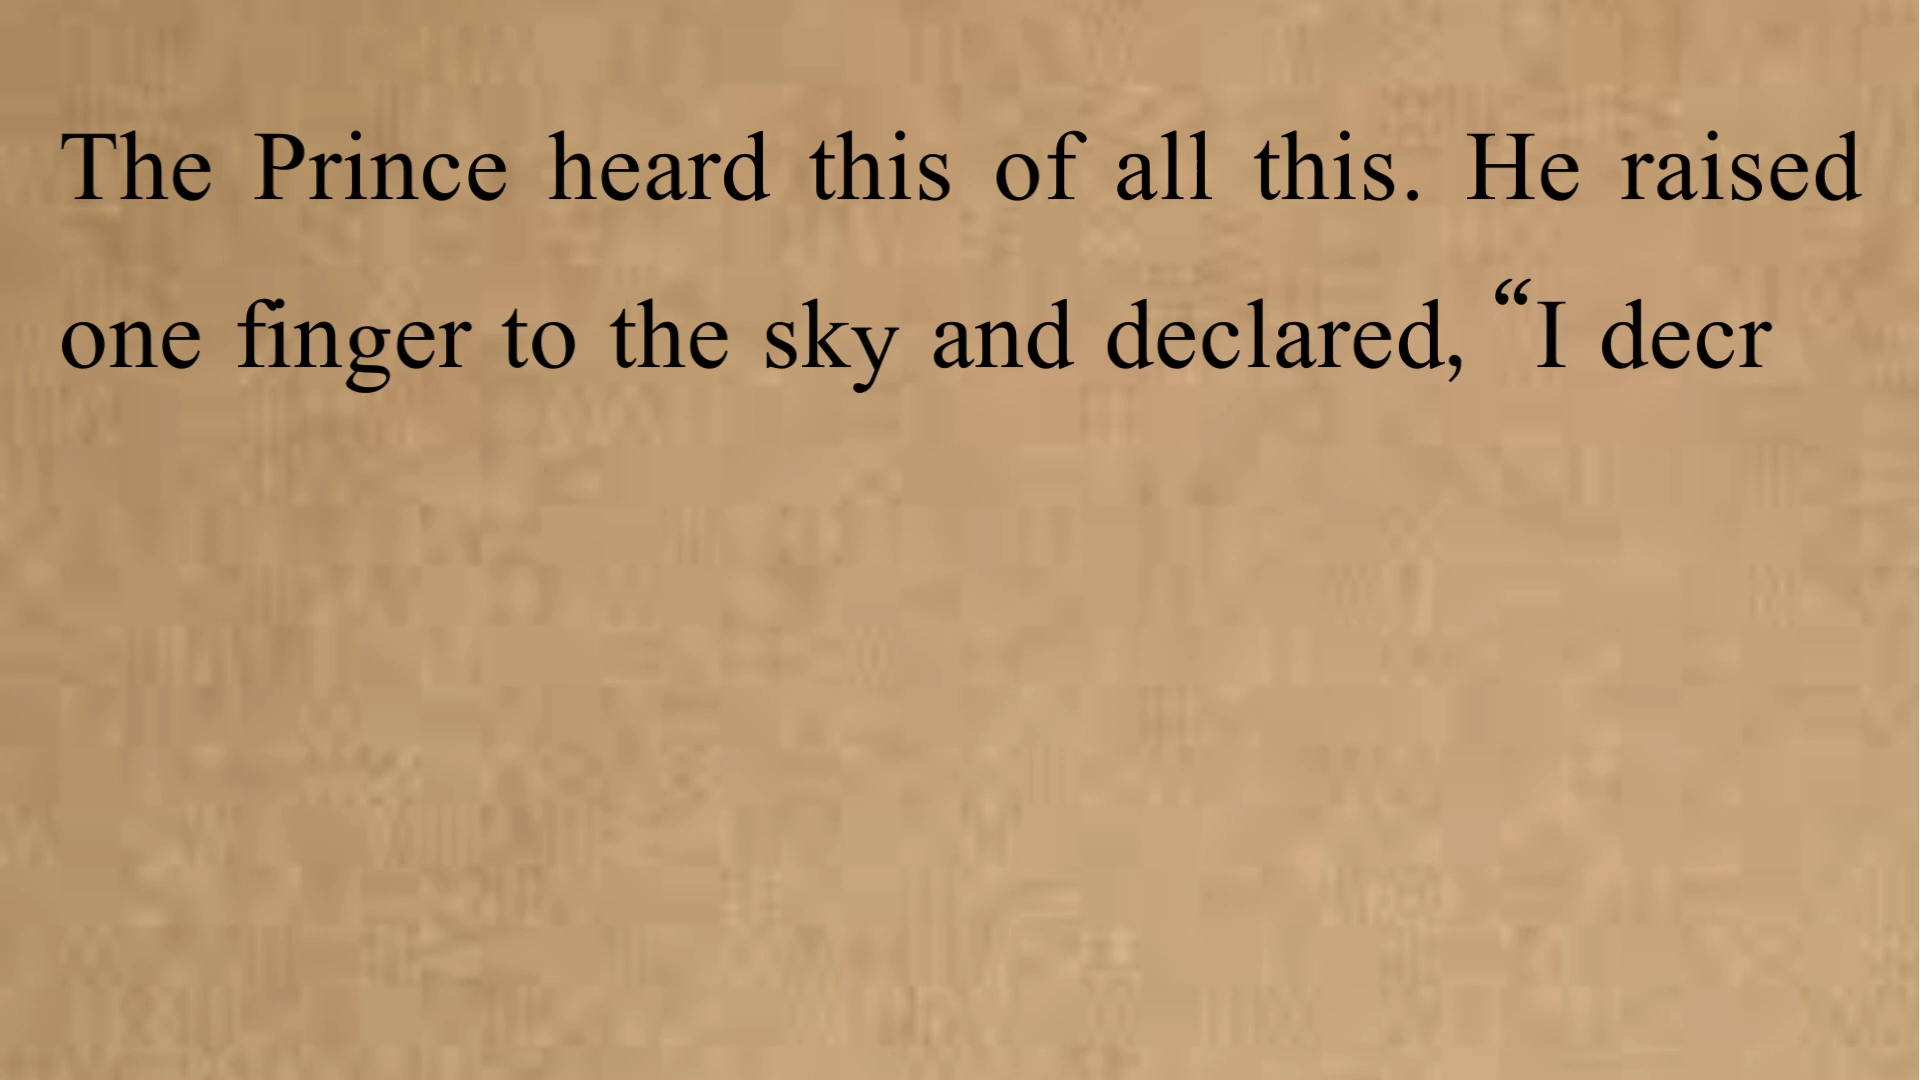 The Prince heard this of all this. He raised
one finger to the sky and declared, “I decr